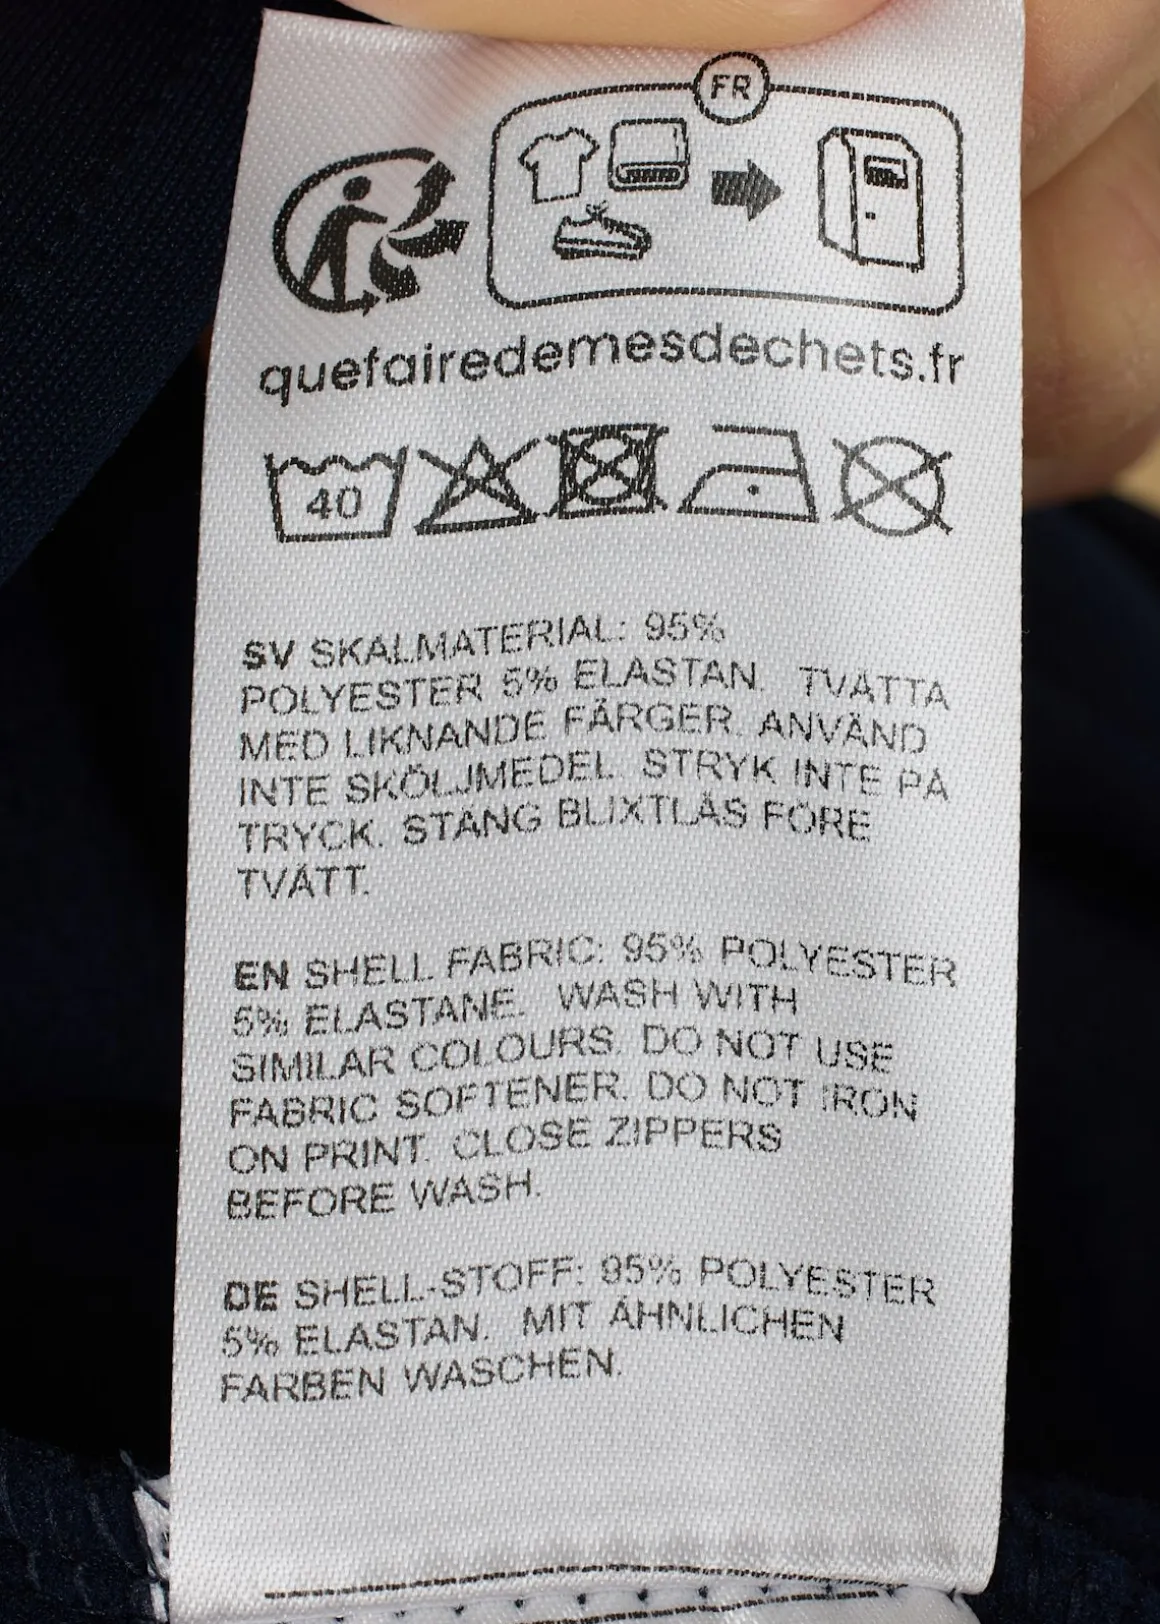 FR
quefairedemesdechets.fr
40
SV SKALMATERIAL: 95%
POLYESTER 5% ELASTAN. TVÄTTA
MED LIKNANDE FÄRGER. ANVÄND
INTE SKÖLJMEDEL. STRYK INTE PÅ
TRYCK. STÄNG BLIXTLÅS FÖRE
TVÄTT.
EN SHELL FABRIC: 95% POLYESTER
5% ELASTANE. WASH WITH
SIMILAR COLOURS. DO NOT USE
FABRIC SOFTENER. DO NOT IRON
ON PRINT. CLOSE ZIPPERS
BEFORE WASH.
DE SHELL-STOFF: 95% POLYESTER
5% ELASTAN. MIT ÄHNLICHEN
FARBEN WASCHEN.